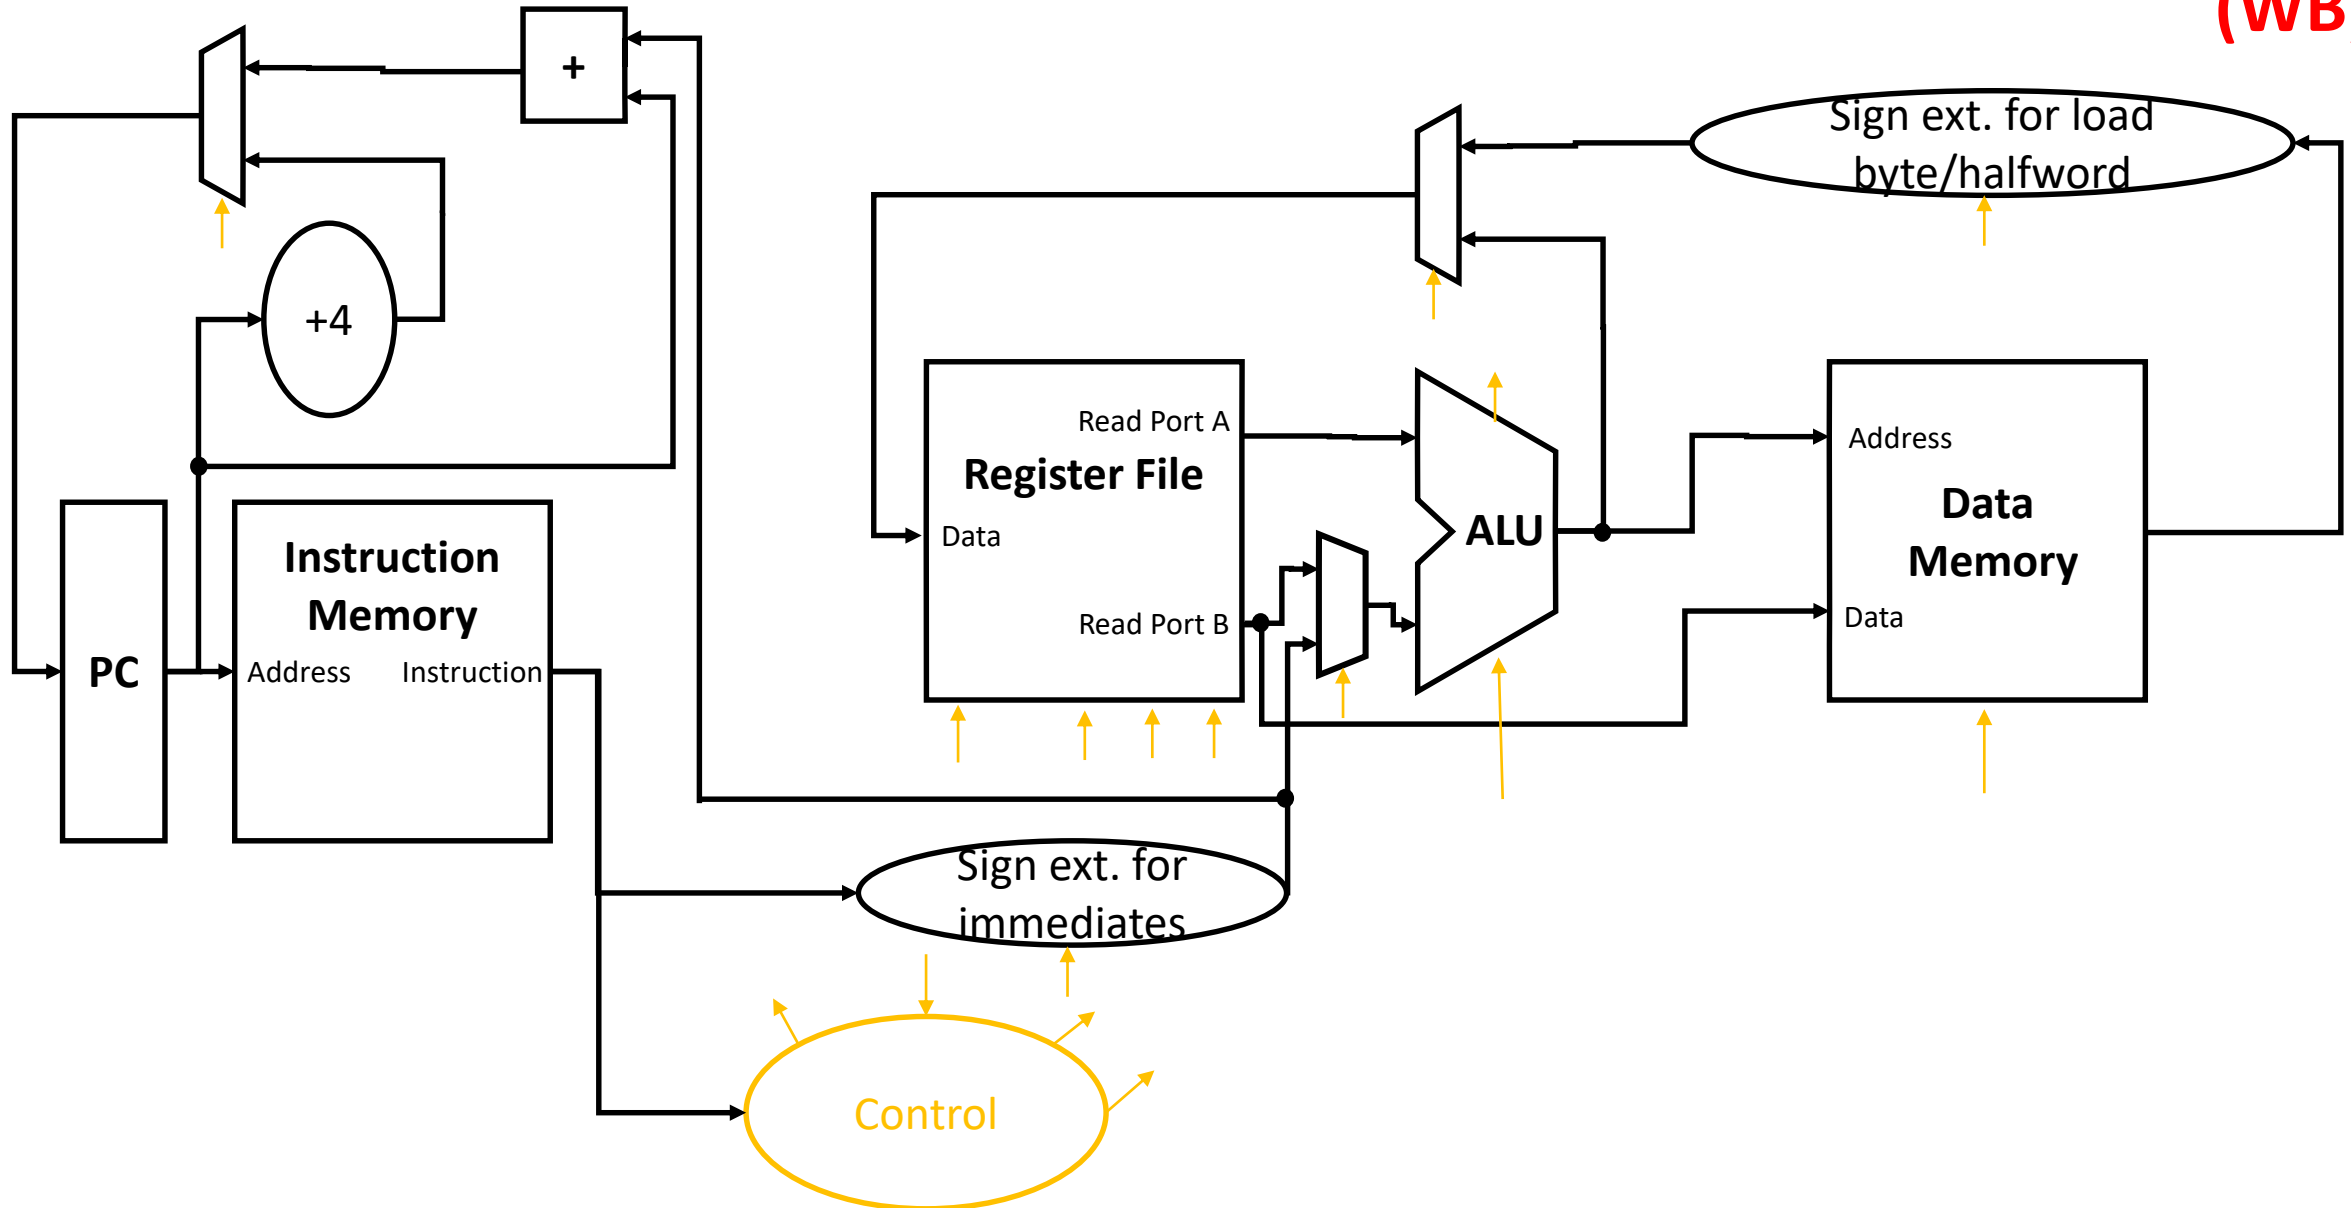 (WB
+
Sign ext. for load
byte/halfword
+4
Read Port A
Register File
Data
Read Port B
ALU
Address
Data
Memory
Data
Instruction
Memory
PC
Address
Instruction
Sign ext. for
immediates
Control